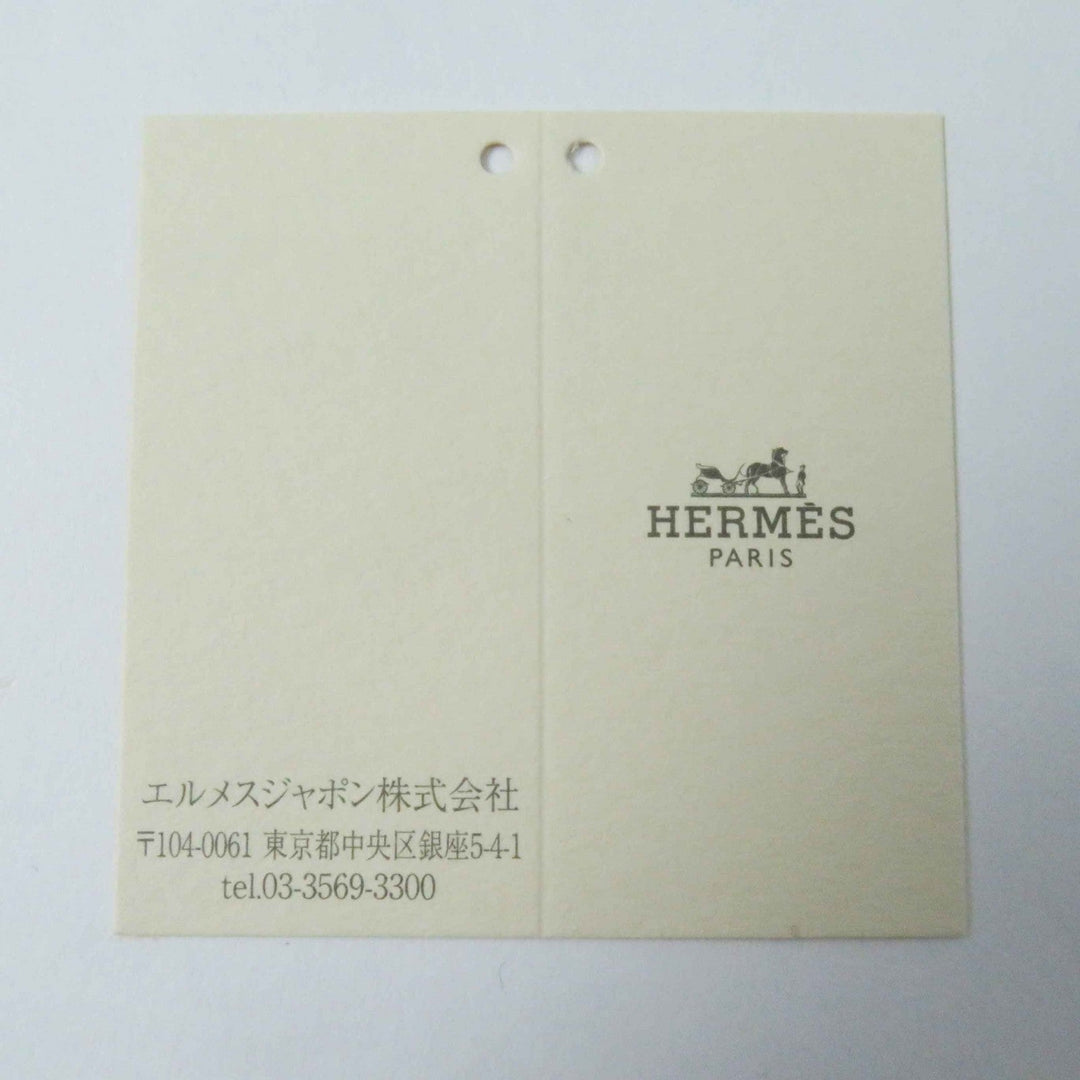 エルメスジャポン株式会社
〒104-0061 東京都中央区銀座5-4-1
tel.03-3569-3300
HERMÈS
PARIS